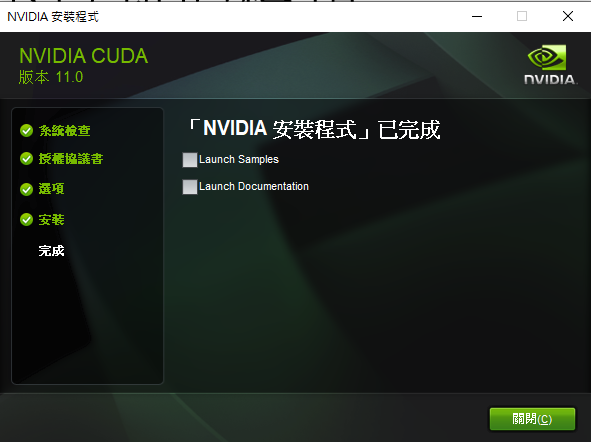 NVIDIA 安裝程式
NVIDIA CUDA
版本 11.0
NVIDIA.
系統檢查
授權協議書
選項
安裝
完成
「NVIDIA 安裝程式」已完成
Launch Samples
Launch Documentation
關閉(C)